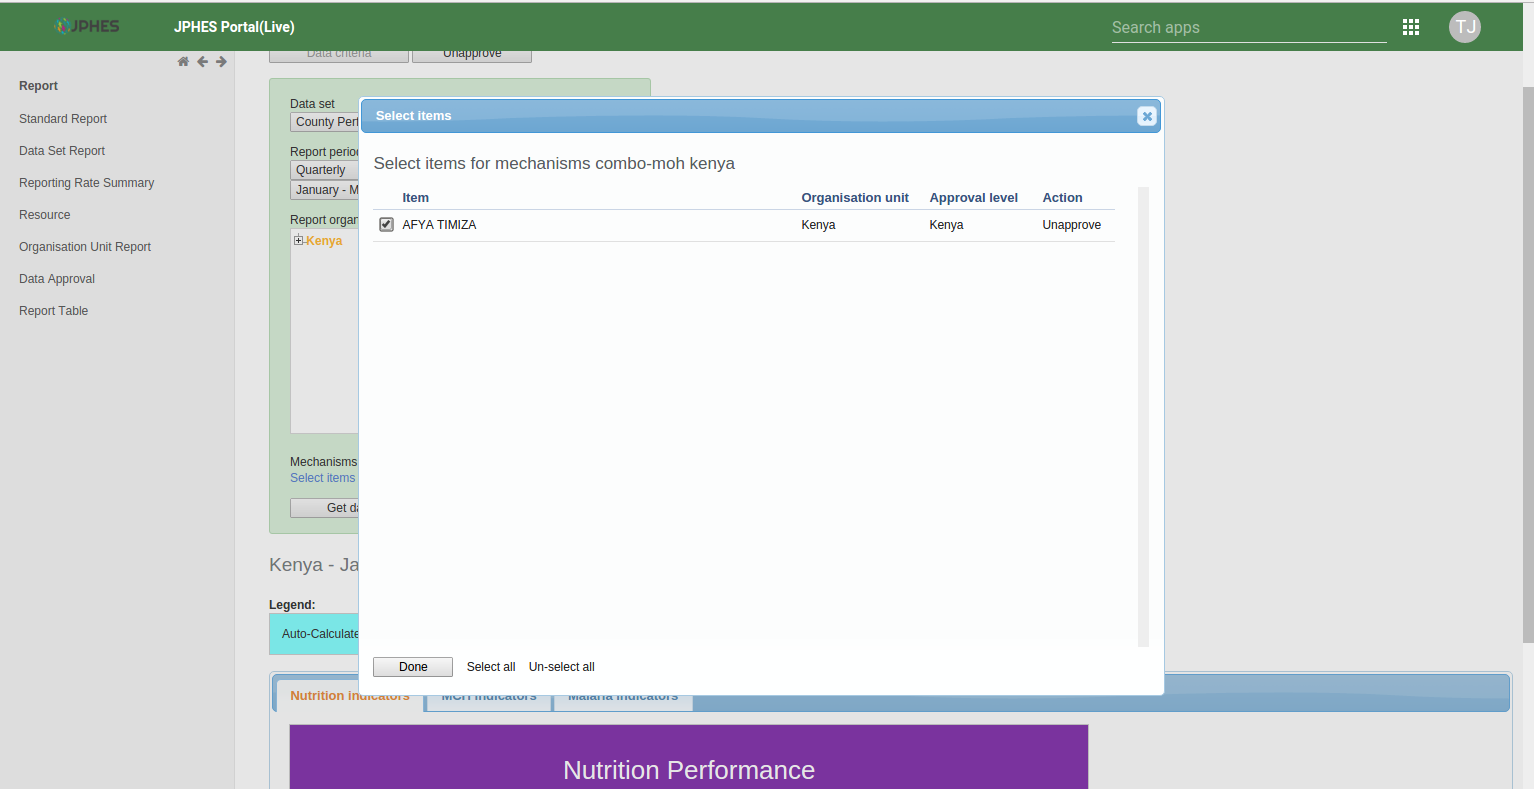 JPHES
JPHES Portal(Live)
Search apps
TJ
Report
Standard Report
Data Set Report
Reporting Rate Summary
Resource
Organisation Unit Report
Data Approval
Report Table
Data criteria
Unapprove
Data set
County Perf
Report period
Quarterly
January - M
Report organ
Kenya
Mechanisms
Select items
Get da
Select items
Select items for mechanisms combo-moh kenya
Item Organisation unit Approval level Action
AFYA TIMIZA Kenya Kenya Unapprove
Done Select all Un-select all
Kenya - Ja
Legend:
Auto-Calculate
Nutrition indicators MCH indicators Malaria indicators
Nutrition Performance